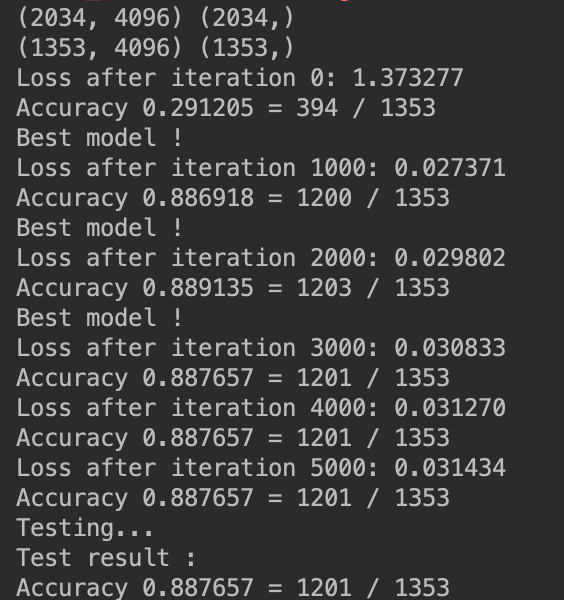 (2034, 4096) (2034,)
(1353, 4096) (1353,)
Loss after iteration 0: 1.373277
Accuracy 0.291205 = 394 / 1353
Best model !
Loss after iteration 1000: 0.027371
Accuracy 0.886918 = 1200 / 1353
Best model !
Loss after iteration 2000: 0.029802
Accuracy 0.889135 = 1203 / 1353
Best model !
Loss after iteration 3000: 0.030833
Accuracy 0.887657 = 1201 / 1353
Loss after iteration 4000: 0.031270
Accuracy 0.887657 = 1201 / 1353
Loss after iteration 5000: 0.031434
Accuracy 0.887657 = 1201 / 1353
Testing...
Test result :
Accuracy 0.887657 = 1201 / 1353